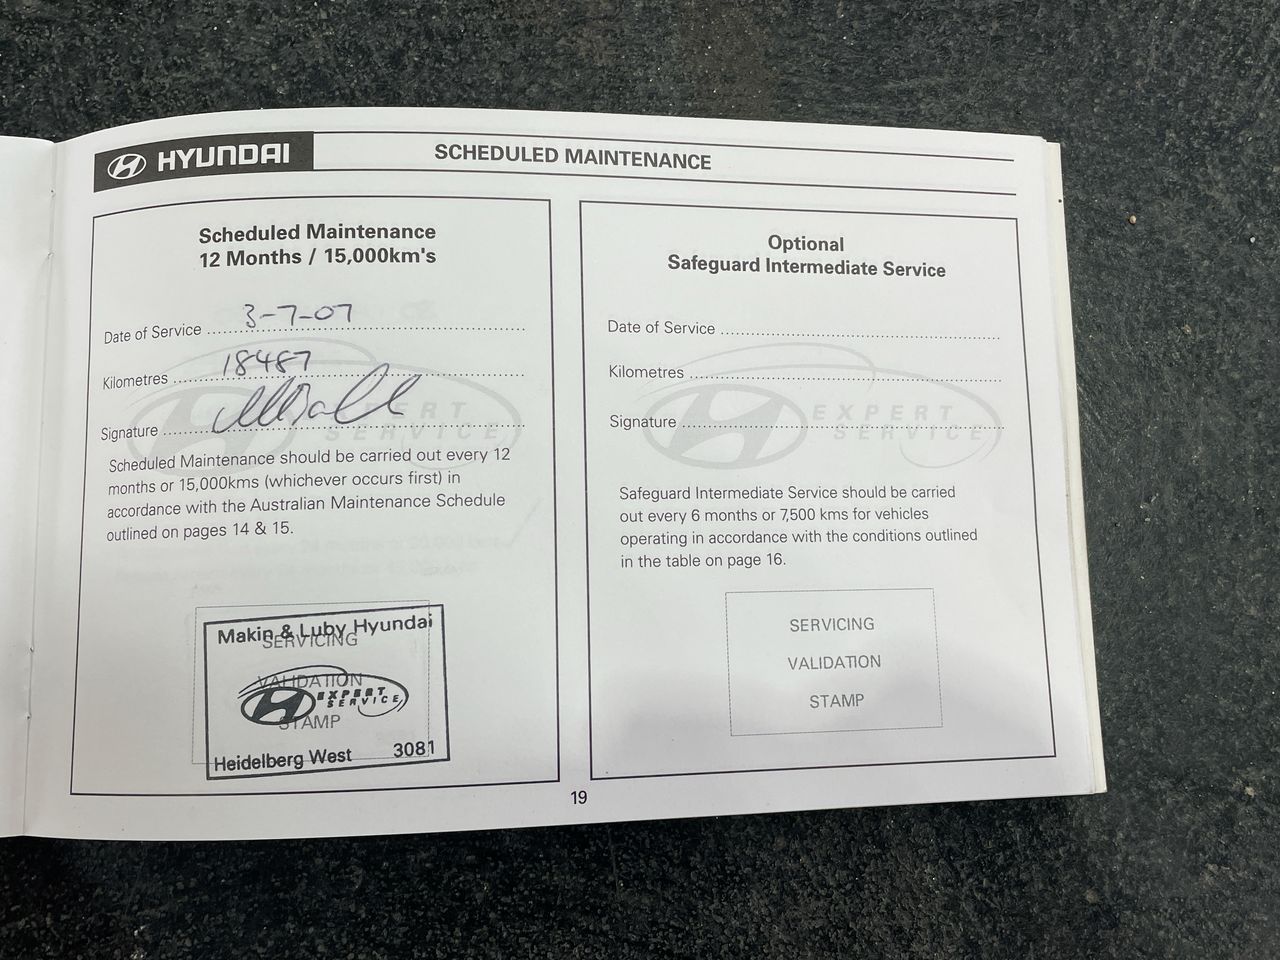 HYUNDAI
SCHEDULED MAINTENANCE
Scheduled Maintenance
12 Months / 15,000km's
Date of Service 3-7-07
Kilometres 18487
Signature
EXPERT
SERVICE
Scheduled Maintenance should be carried out every 12
months or 15,000kms (whichever occurs first) in
accordance with the Australian Maintenance Schedule
outlined on pages 14 & 15.
Makin & Luby Hyundai
SERVICING
VALIDATION
EXPERT
SERVICE
STAMP
Heidelberg West 3081
Optional
Safeguard Intermediate Service
Date of Service
Kilometres
Signature
EXPERT
SERVICE
Safeguard Intermediate Service should be carried
out every 6 months or 7,500 kms for vehicles
operating in accordance with the conditions outlined
in the table on page 16.
SERVICING
VALIDATION
STAMP
19